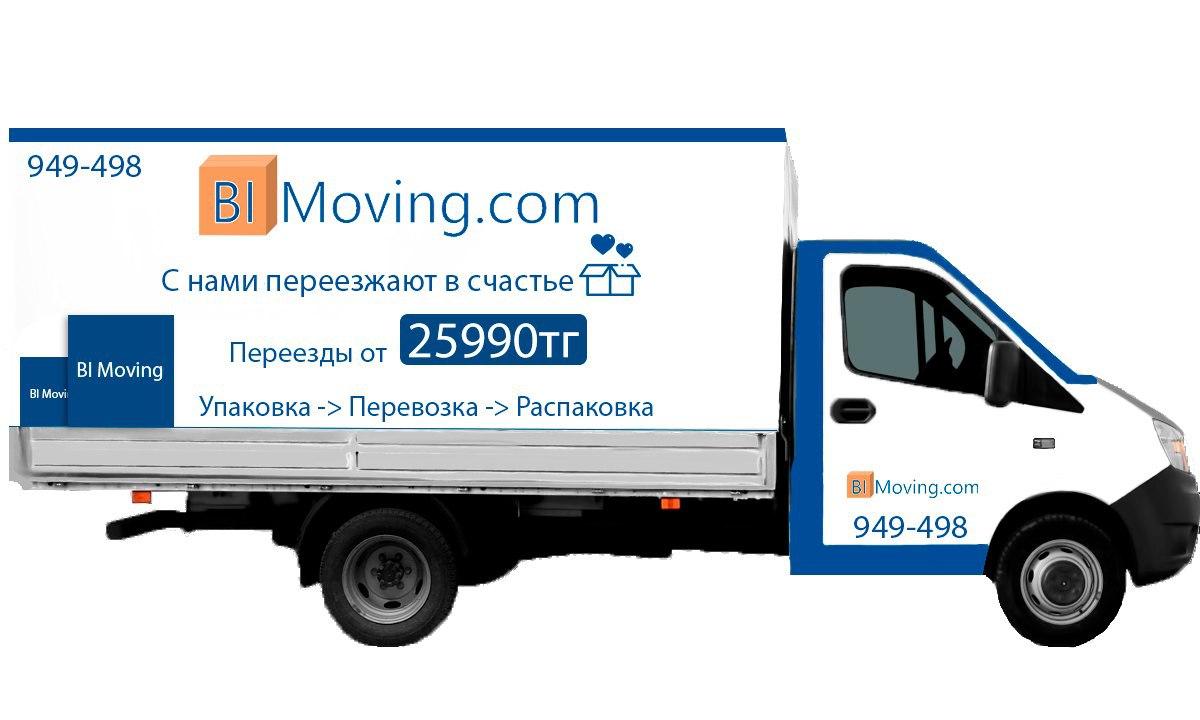 949-498
BI Moving.com
С нами переезжают в счастье
Переезды от 25990тг
BI Moving
BI Movi
Упаковка -> Перевозка -> Распаковка
BI Moving.com
949-498